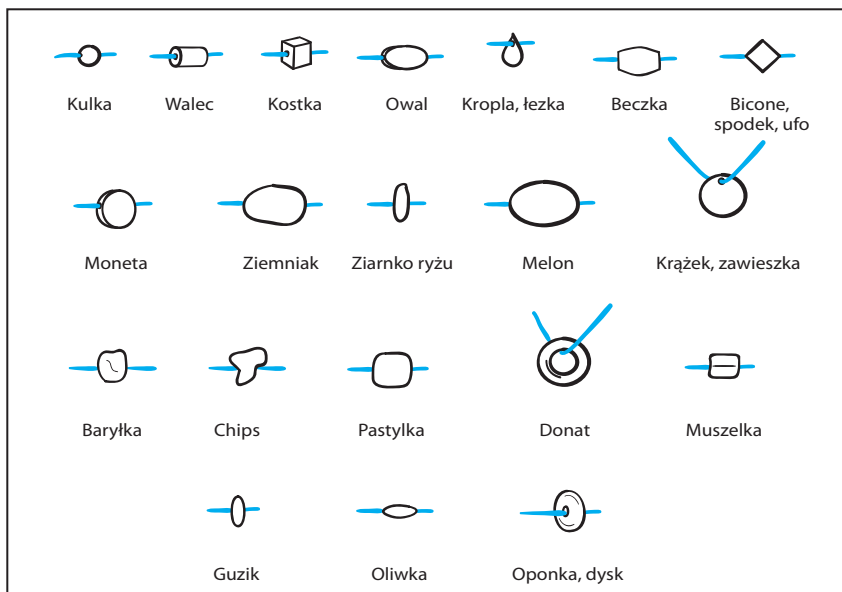 Kulka
Walec
Kostka
Owal
Kropla, łezka
Beczka
Bicone,
spodek, ufo
Moneta
Ziemniak
Ziarnko ryżu
Melon
Krążek, zawieszka
Baryłka
Chips
Pastylka
Donat
Muszelka
Guzik
Oliwka
Oponka, dysk